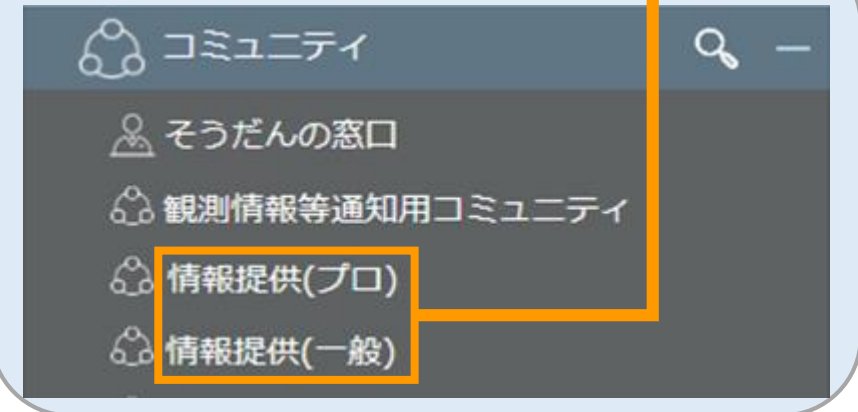 コミュニティ
そうだんの窓口
観測情報等通知用コミュニティ
情報提供(プロ)
情報提供(一般)